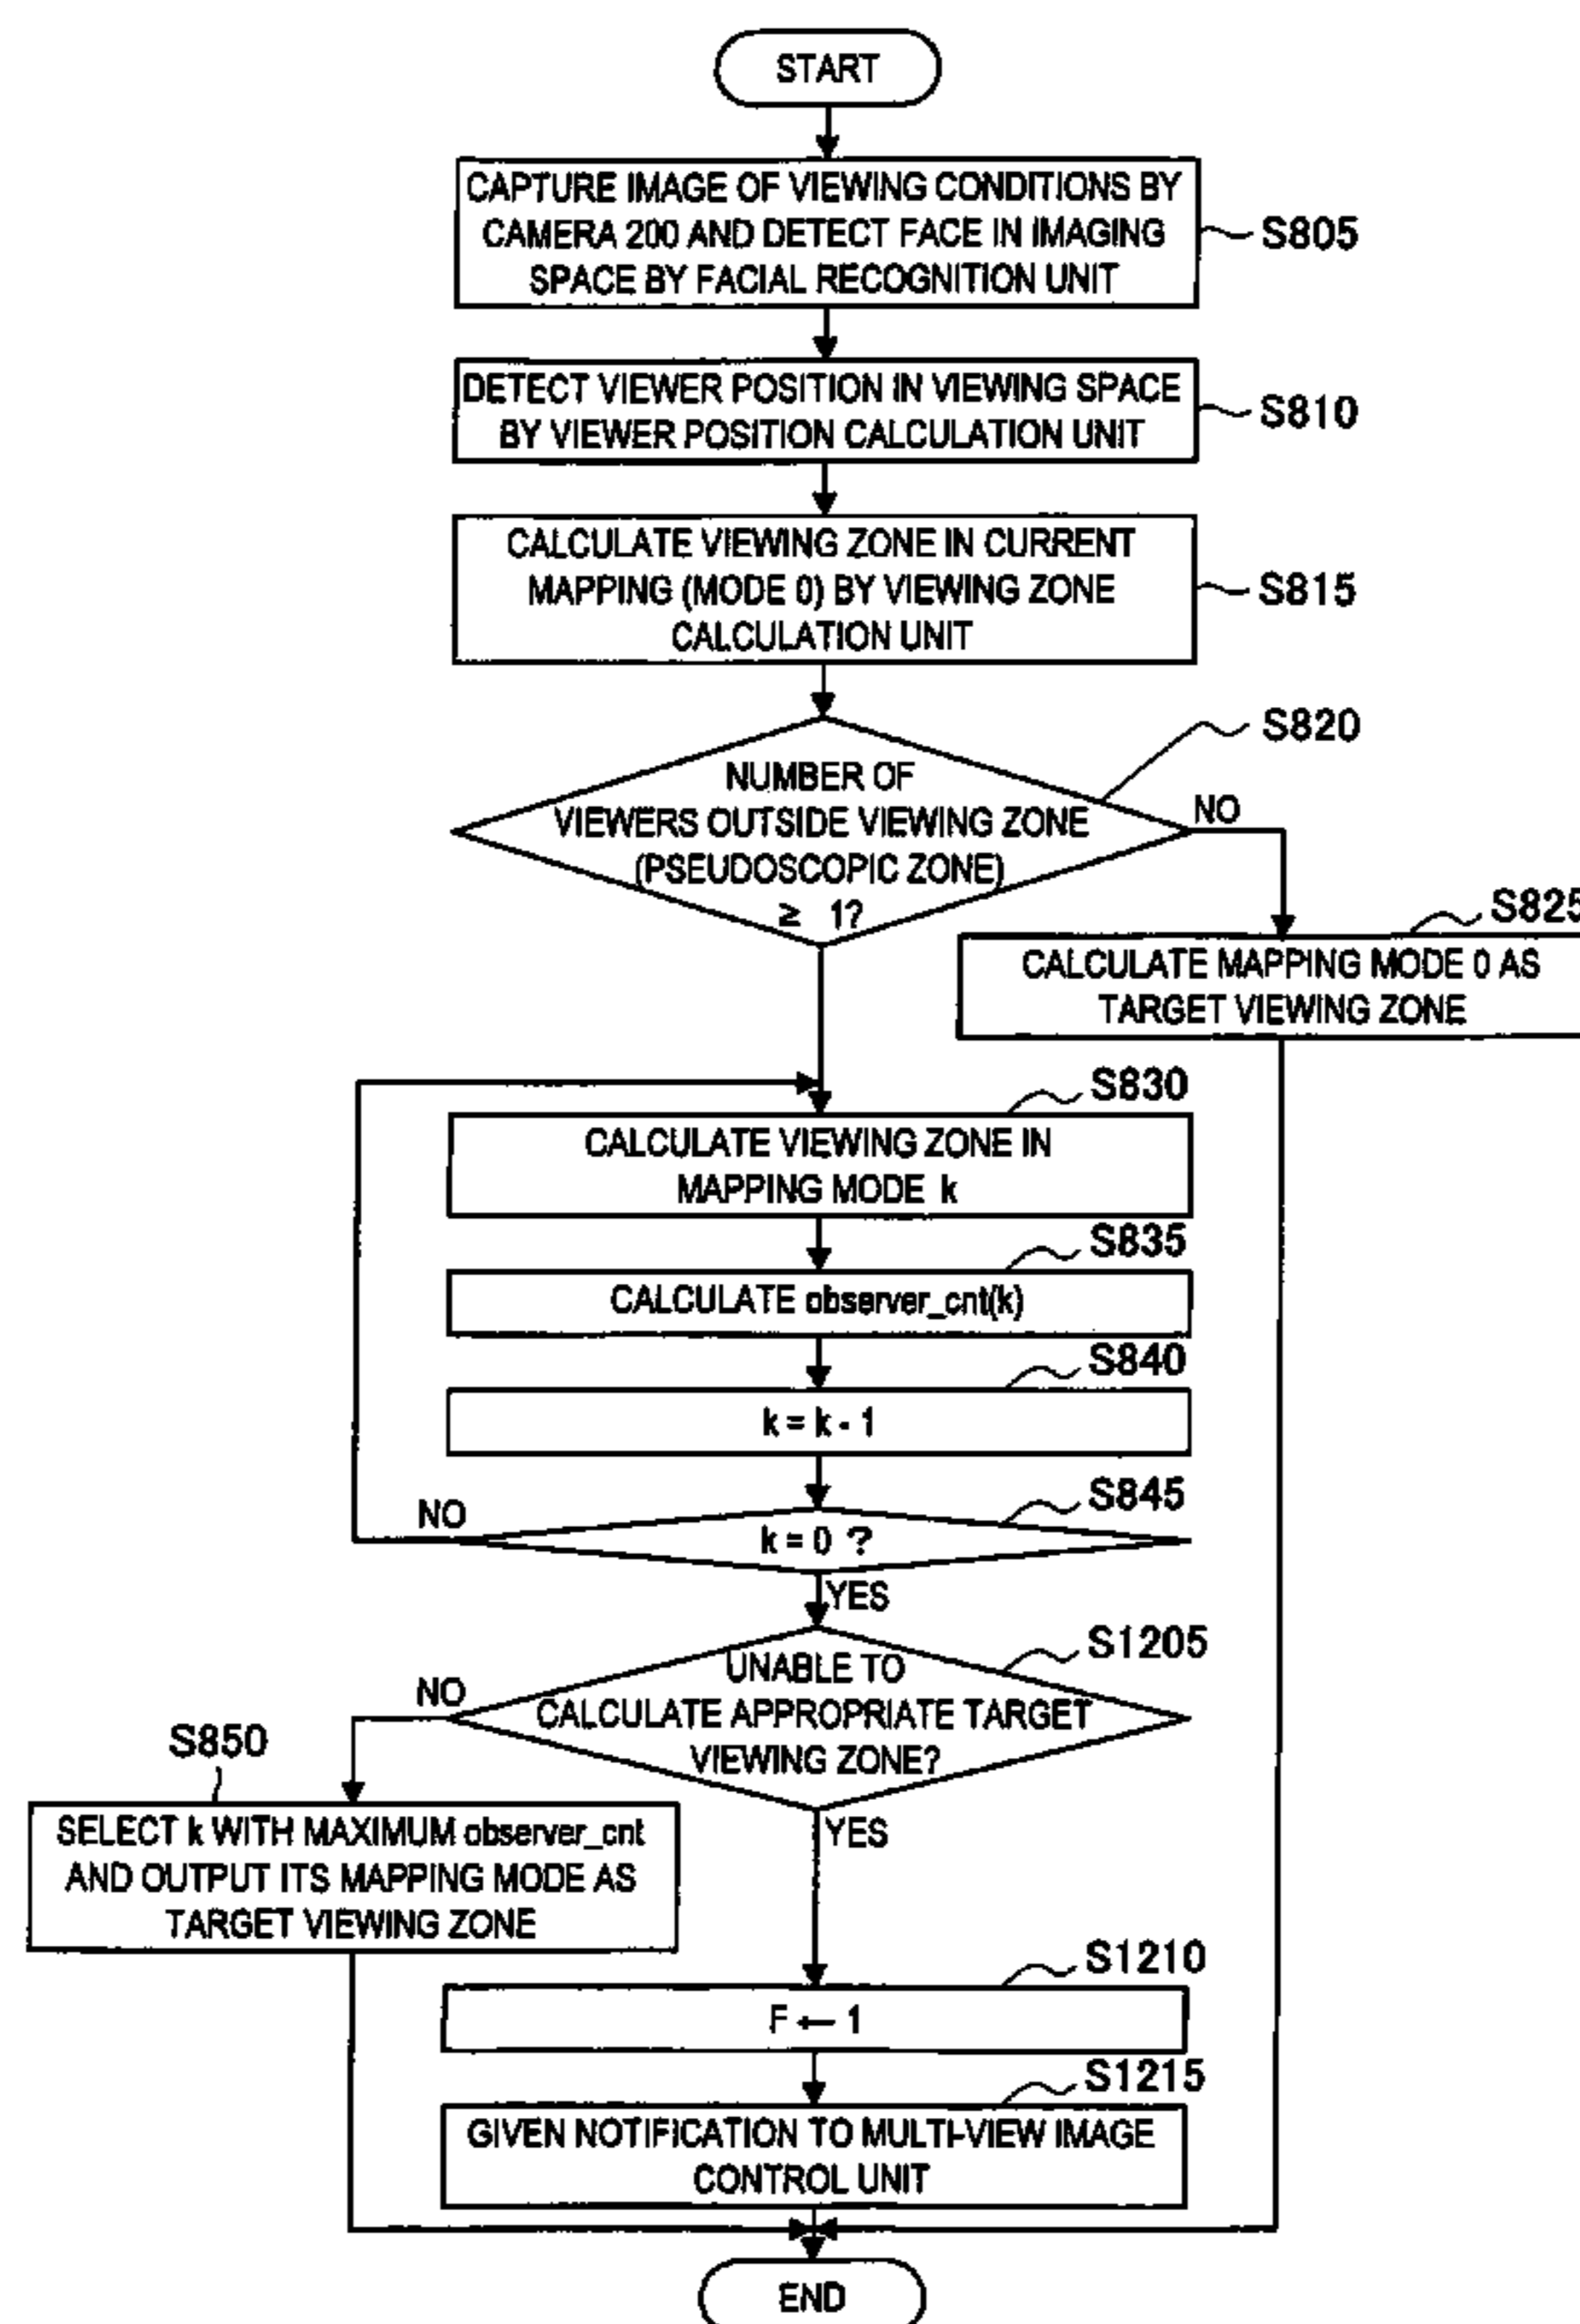 START
CAPTURE IMAGE OF VIEWING CONDITIONS BY
CAMERA 200 AND DETECT FACE IN IMAGING
SPACE BY FACIAL RECOGNITION UNIT
S805
DETECT VIEWER POSITION IN VIEWING SPACE
BY VIEWER POSITION CALCULATION UNIT
S810
CALCULATE VIEWING ZONE IN CURRENT
MAPPING (MODE 0) BY VIEWING ZONE
CALCULATION UNIT
S815
S820
NUMBER OF
VIEWERS OUTSIDE VIEWING ZONE
(PSEUDOSCOPIC ZONE)
≥ 1?
NO
S825
CALCULATE MAPPING MODE 0 AS
TARGET VIEWING ZONE
S830
CALCULATE VIEWING ZONE IN
MAPPING MODE k
S835
CALCULATE observer_cnt(k)
S840
k = k - 1
S845
NO
k = 0 ?
YES
S1205
UNABLE TO
CALCULATE APPROPRIATE TARGET
VIEWING ZONE?
NO
YES
S850
SELECT k WITH MAXIMUM observer_cnt
AND OUTPUT ITS MAPPING MODE AS
TARGET VIEWING ZONE
S1210
F ← 1
S1215
GIVEN NOTIFICATION TO MULTI-VIEW IMAGE
CONTROL UNIT
END